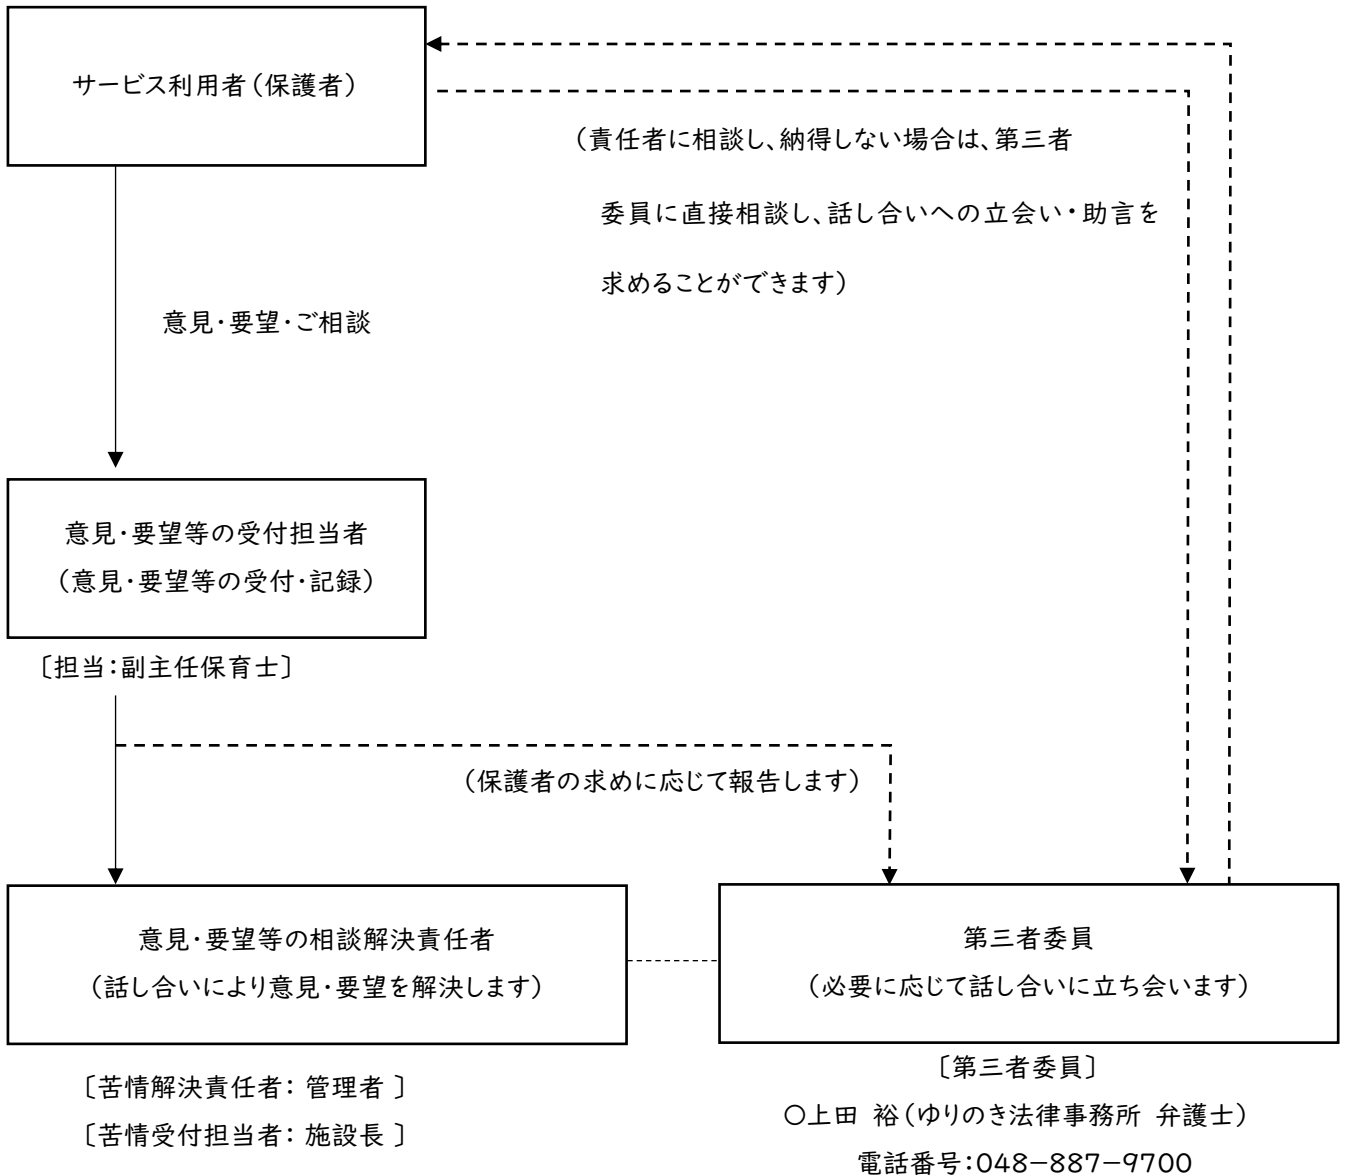 サービス利用者（保護者）
（責任者に相談し、納得しない場合は、第三者
委員に直接相談し、話し合いへの立会い・助言を
求めることができます）
意見・要望・ご相談
意見・要望等の受付担当者
（意見・要望等の受付・記録）
〔担当：副主任保育士〕
（保護者の求めに応じて報告します）
意見・要望等の相談解決責任者
（話し合いにより意見・要望を解決します）
〔苦情解決責任者： 管理者 〕
〔苦情受付担当者： 施設長 〕
第三者委員
（必要に応じて話し合いに立ち会います）
〔第三者委員〕
○上田 裕（ゆりのき法律事務所 弁護士）
電話番号：048－887－9700